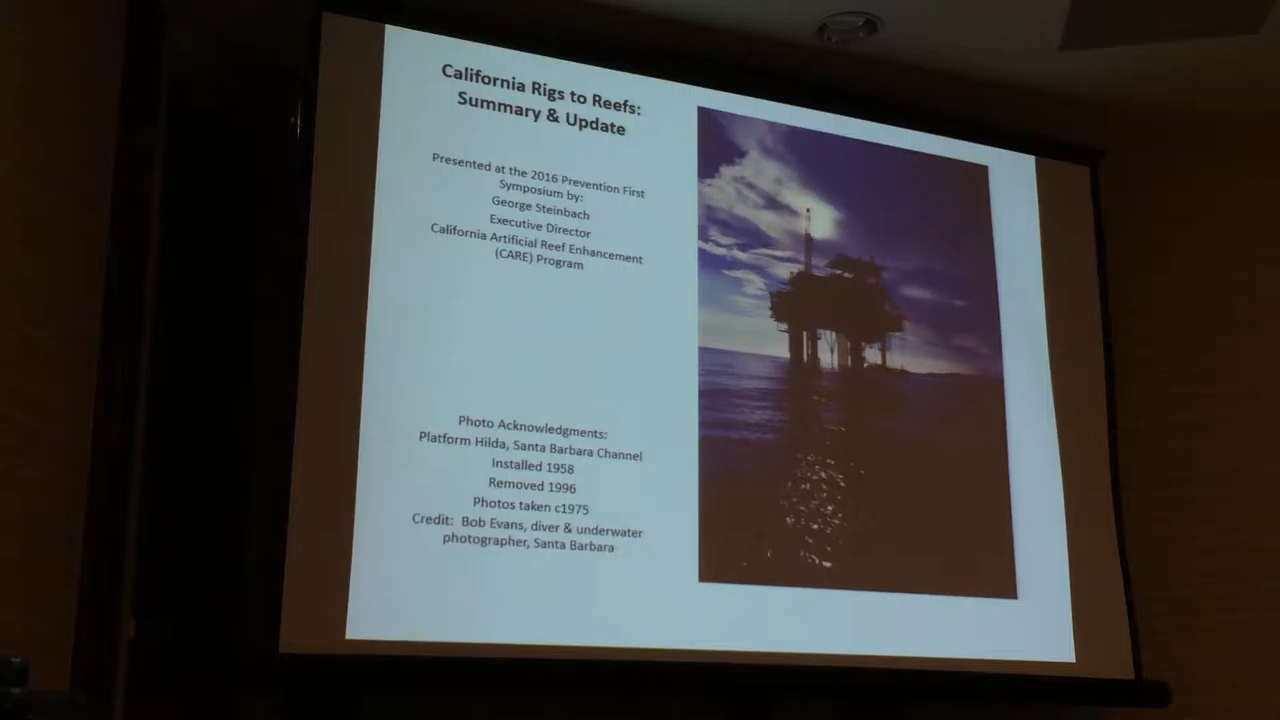 California Rigs to Reefs:
Summary & Update
Presented at the 2016 Prevention First
Symposium by:
George Steinbach
Executive Director
California Artificial Reef Enhancement
(CARE) Program
Photo Acknowledgments:
Platform Hilda, Santa Barbara Channel
Installed 1958
Removed 1996
Photos taken c1975
Credit: Bob Evans, diver & underwater
photographer, Santa Barbara